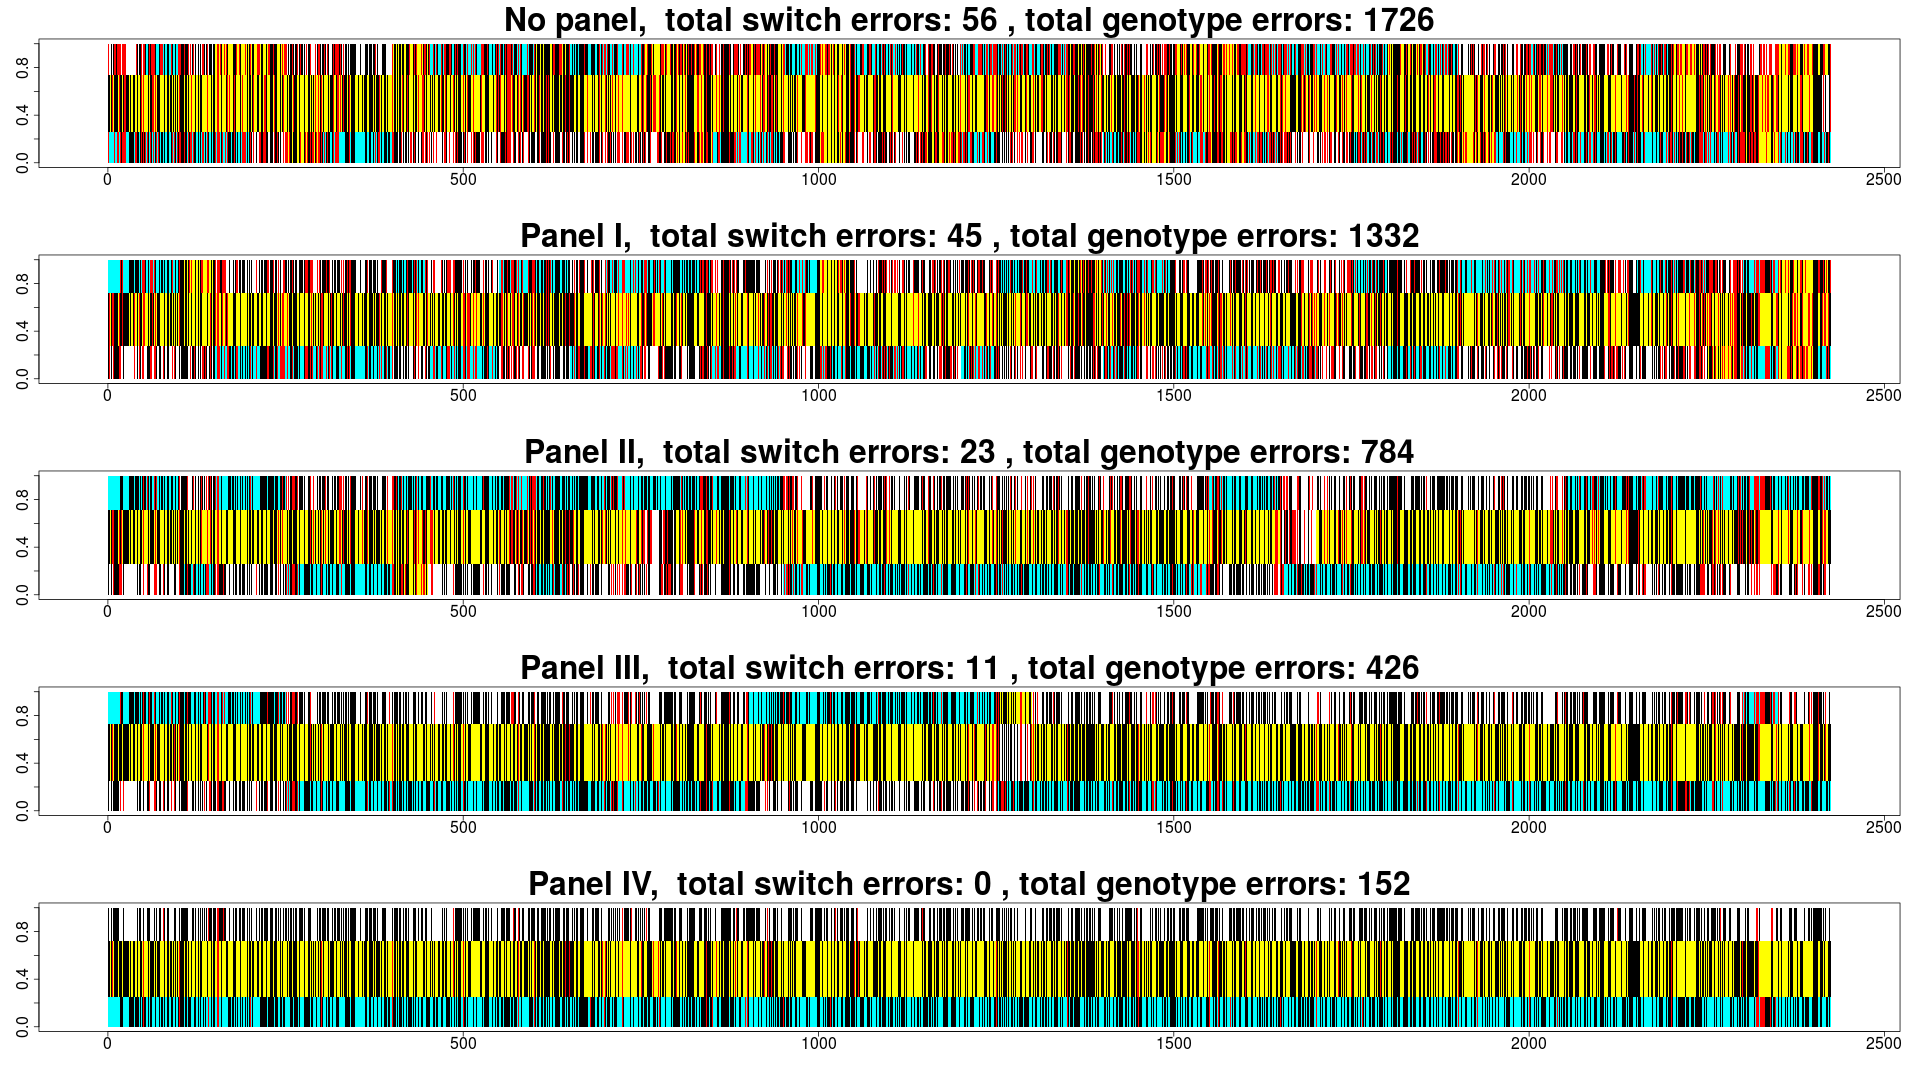 No panel,  total switch errors: 56 , total genotype errors: 1726
0.8
0.4
0.0
0 500 1000 1500 2000 2500
Panel I,  total switch errors: 45 , total genotype errors: 1332
0.8
0.4
0.0
0 500 1000 1500 2000 2500
Panel II,  total switch errors: 23 , total genotype errors: 784
0.8
0.4
0.0
0 500 1000 1500 2000 2500
Panel III,  total switch errors: 11 , total genotype errors: 426
0.8
0.4
0.0
0 500 1000 1500 2000 2500
Panel IV,  total switch errors: 0 , total genotype errors: 152
0.8
0.4
0.0
0 500 1000 1500 2000 2500